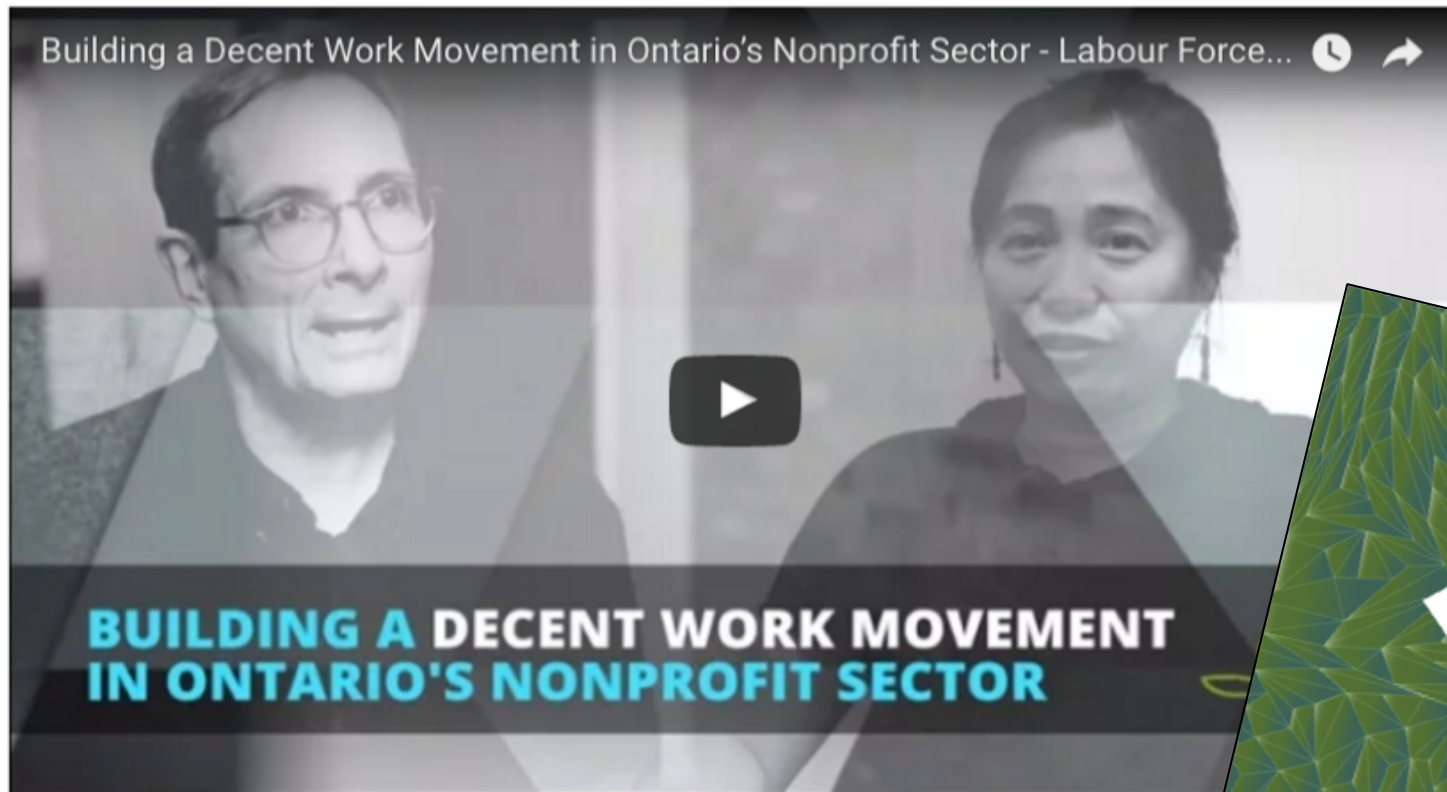 Building a Decent Work Movement in Ontario’s Nonprofit Sector - Labour Force...
BUILDING A DECENT WORK MOVEMENT
IN ONTARIO'S NONPROFIT SECTOR